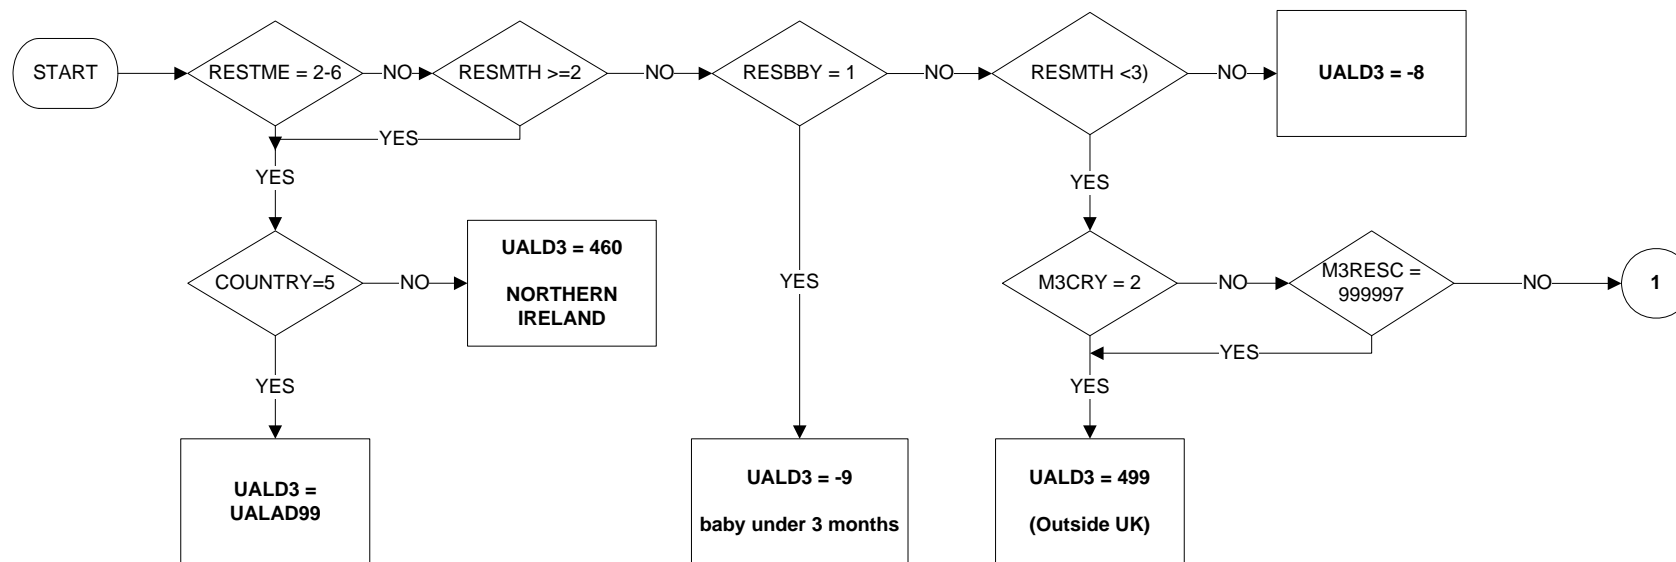 START
RESTME = 2-6
NO
RESMTH >=2
NO
RESBBY = 1
NO
RESMTH <3)
NO
UALD3 = -8
YES
YES
YES
COUNTRY=5
NO
UALD3 = 460
NORTHERN
IRELAND
YES
M3CRY = 2
NO
M3RESC =
999997
NO
1
YES
YES
YES
UALD3 =
UALAD99
UALD3 = -9
baby under 3 months
UALD3 = 499
(Outside UK)